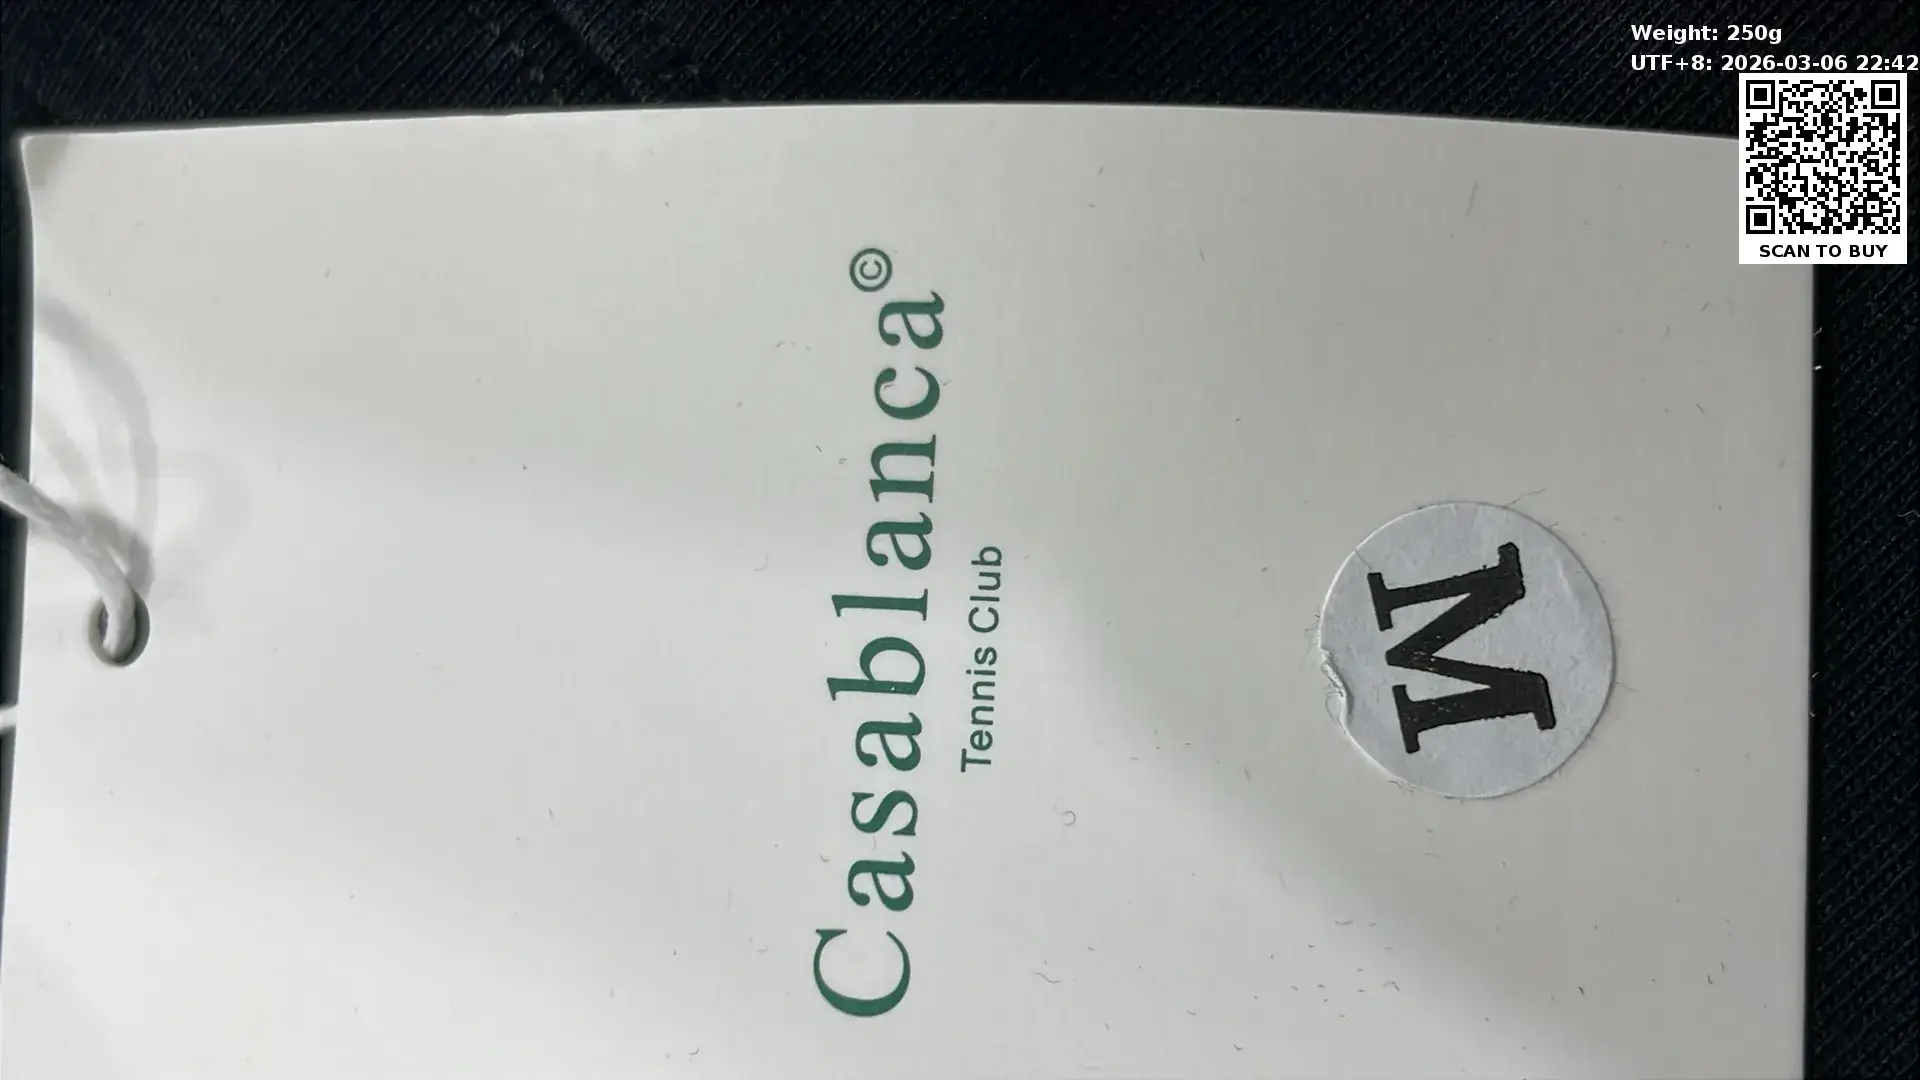 Weight: 250g
UTF+8: 2026-03-06 22:42
SCAN TO BUY
Casablanca©
Tennis Club
M